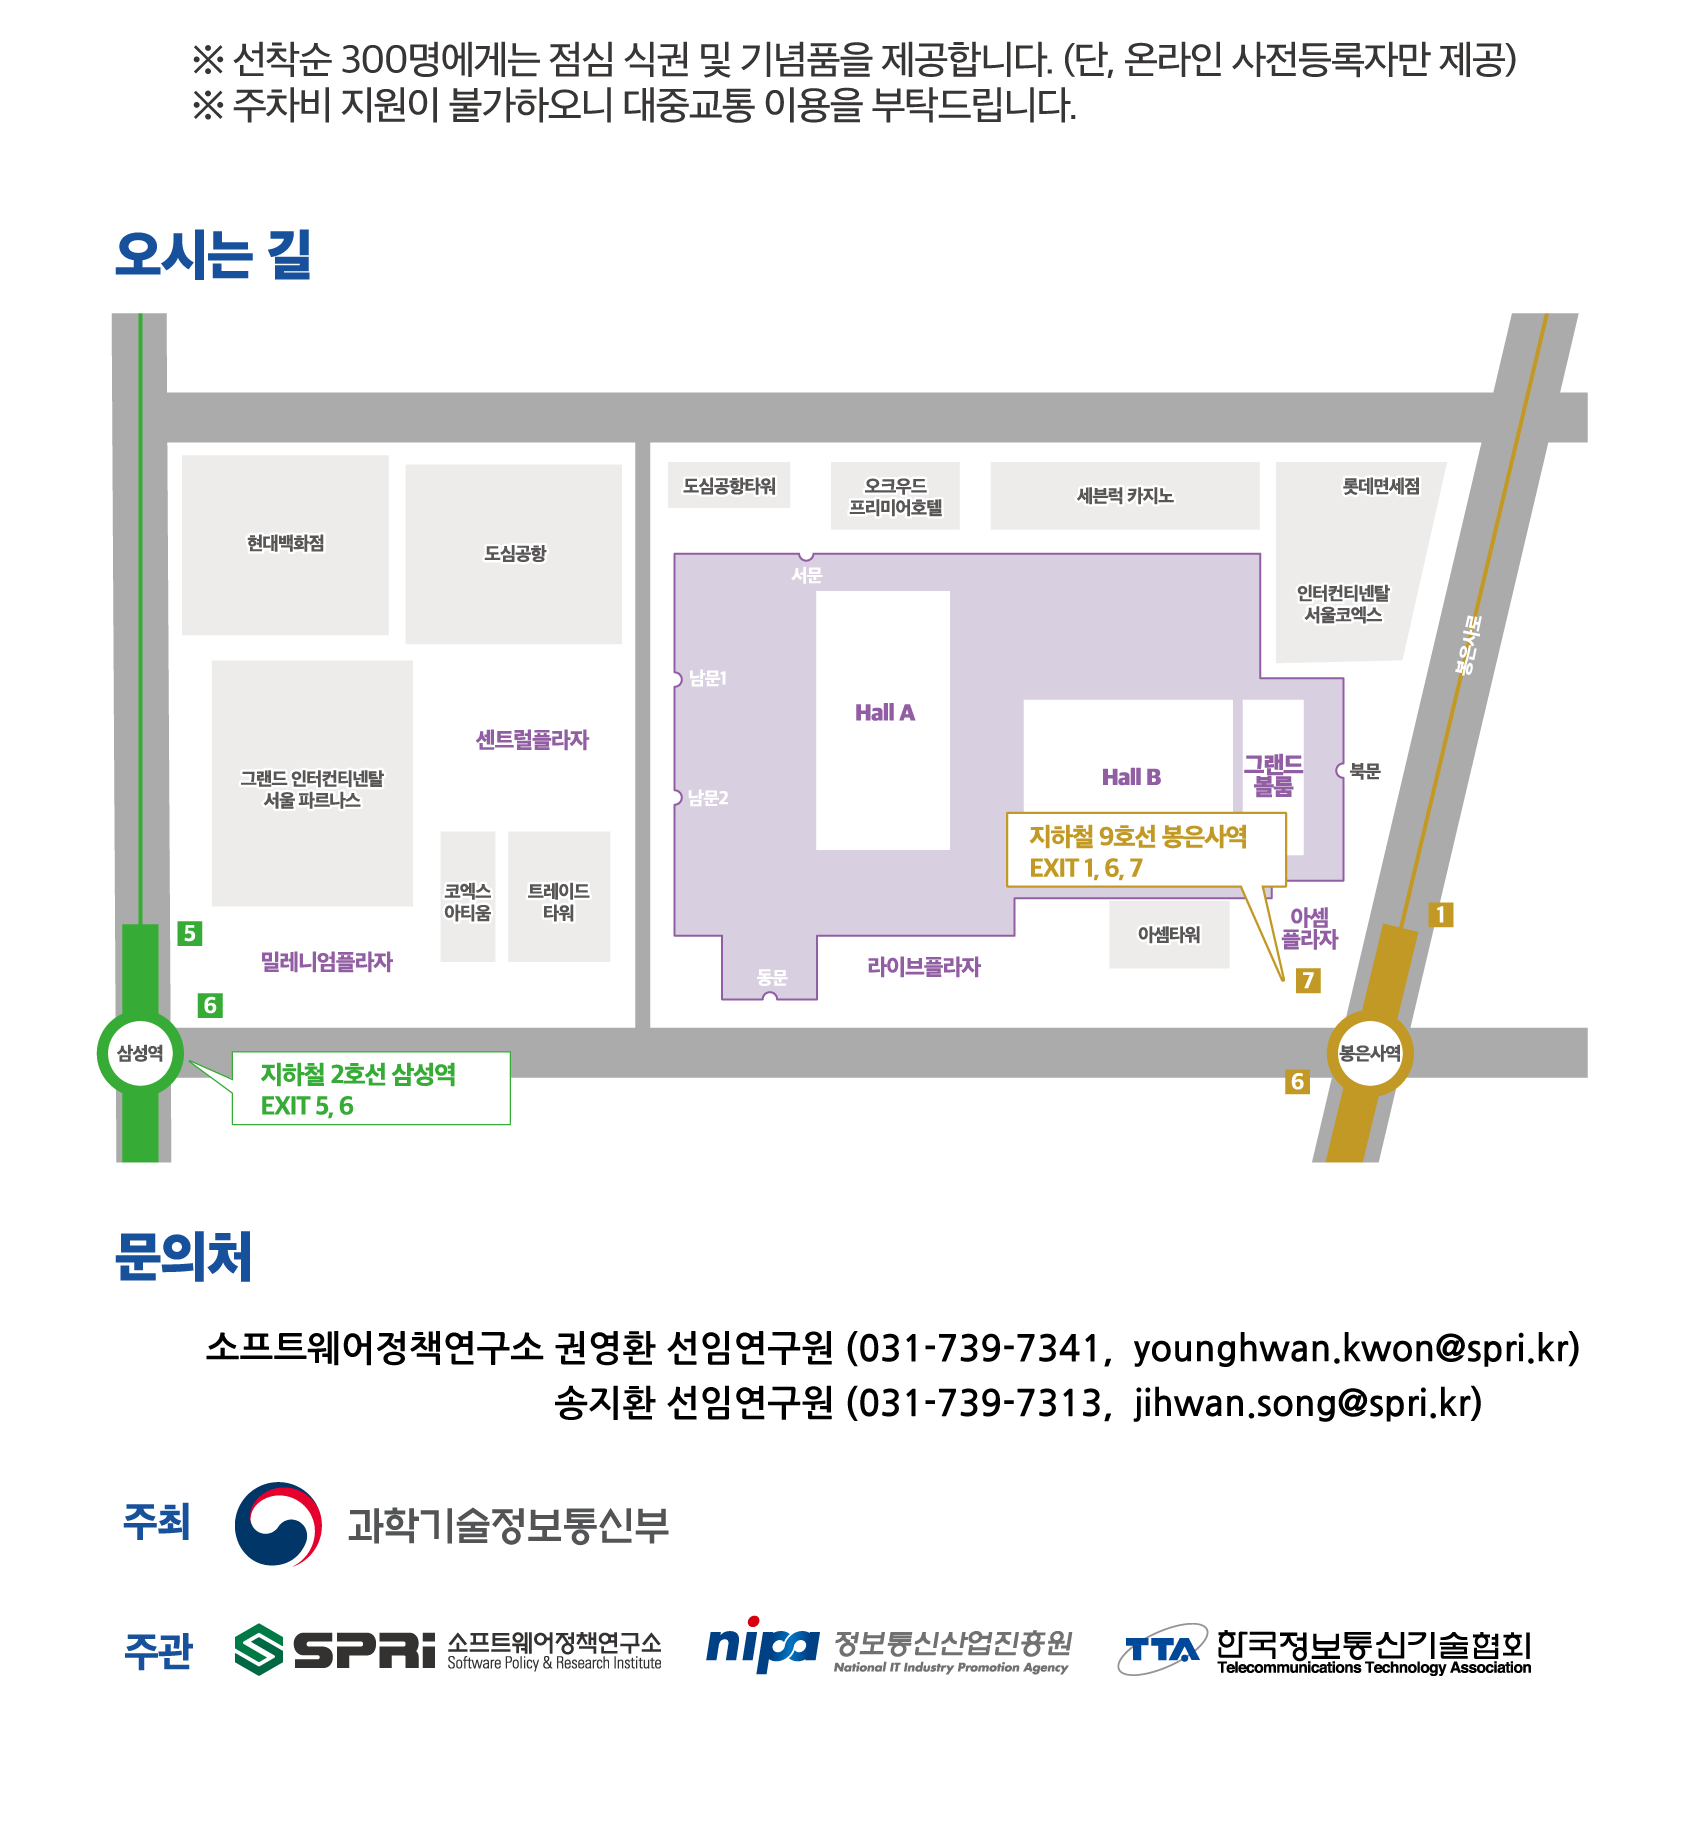 ※ 선착순 300명에게는 점심 식권 및 기념품을 제공합니다. (단, 온라인 사전등록자만 제공)
※ 주차비 지원이 불가하오니 대중교통 이용을 부탁드립니다.
오시는 길
도심공항타워
오크우드
프리미어호텔
세븐럭 카지노
롯데면세점
현대백화점
도심공항
서문
인터컨티넨탈
서울코엑스
봉은사로
남문1
Hall A
센트럴플라자
그랜드 인터컨티넨탈
서울 파르나스
남문2
Hall B
그랜드
볼룸
북문
지하철 9호선 봉은사역
EXIT 1, 6, 7
코엑스
아티움
트레이드
타워
아셈타워
아셈
플라자
1
5
밀레니엄플라자
라이브플라자
동문
7
6
삼성역
봉은사역
지하철 2호선 삼성역
EXIT 5, 6
6
문의처
소프트웨어정책연구소 권영환 선임연구원 (031-739-7341, younghwan.kwon@spri.kr)
송지환 선임연구원 (031-739-7313, jihwan.song@spri.kr)
주최 과학기술정보통신부
주관
SPRi 소프트웨어정책연구소
Software Policy & Research Institute
nipa 정보통신산업진흥원
National IT Industry Promotion Agency
TTA 한국정보통신기술협회
Telecommunications Technology Association